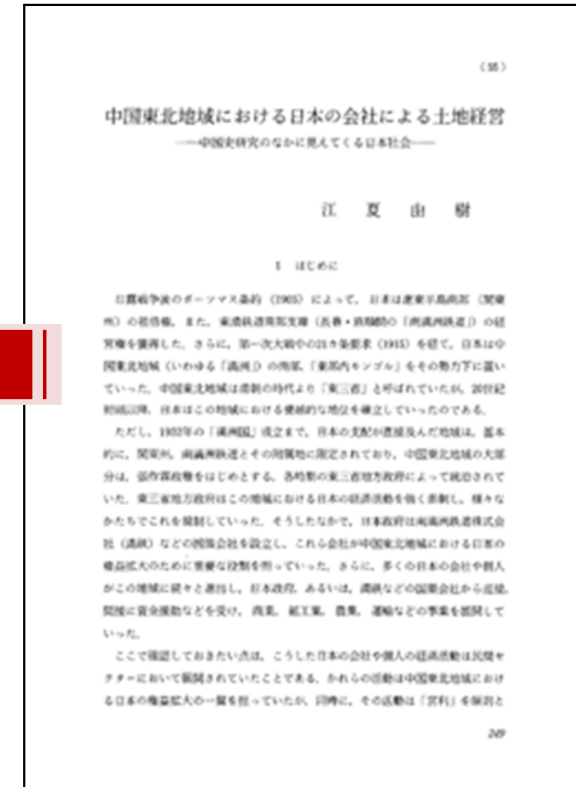 (55)
中国東北地域における日本の会社による土地経営
――中国史研究のなかに見えてくる日本社会――
江 夏 由 樹
1 はじめに
日露戦争後のポーツマス条約(1905)によって、日本は遼東半島南部(関東
州)の租借権、また、東清鉄道南部支線(長春・旅順間の「南満洲鉄道」)の経
営権を獲得した。さらに、第一次大戦中の21カ条要求(1915)を経て、日本は中
国東北地域(いわゆる「満洲」)の南部、「東部内モンゴル」をその勢力下に置い
ていった。中国東北地域は清朝の時代より「東三省」と呼ばれていたが、20世紀
初頭以降、日本はこの地域における優越的な地位を確立していったのである。
ただし、1932年の「満洲国」成立まで、日本の支配が直接及んだ地域は、基本
的に、関東州、南満洲鉄道とその附属地に限定されており、中国東北地域の大部
分は、張作霖政権をはじめとする、各時期の東三省地方政府によって統治されて
いた。東三省地方政府はこの地域における日本の経済活動を強く牽制し、様々な
かたちでこれを規制していった。そうしたなかで、日本政府は南満洲鉄道株式会
社(満鉄)などの国策会社を設立し、これら会社が中国東北地域における日本の
権益拡大のために重要な役割を担っていった。さらに、多くの日本の会社や個人
がこの地域に続々と進出し、日本政府、あるいは、満鉄などの国策会社から直接、
間接に資金援助などを受け、商業、鉱工業、農業、運輸などの事業を展開して
いった。
ここで確認しておきたい点は、こうした日本の会社や個人の経済活動は民間セ
クターにおいて展開されていたことである。かれらの活動は中国東北地域におけ
る日本の権益拡大の一翼を担っていたが、同時に、その活動は「営利」を原則と
249